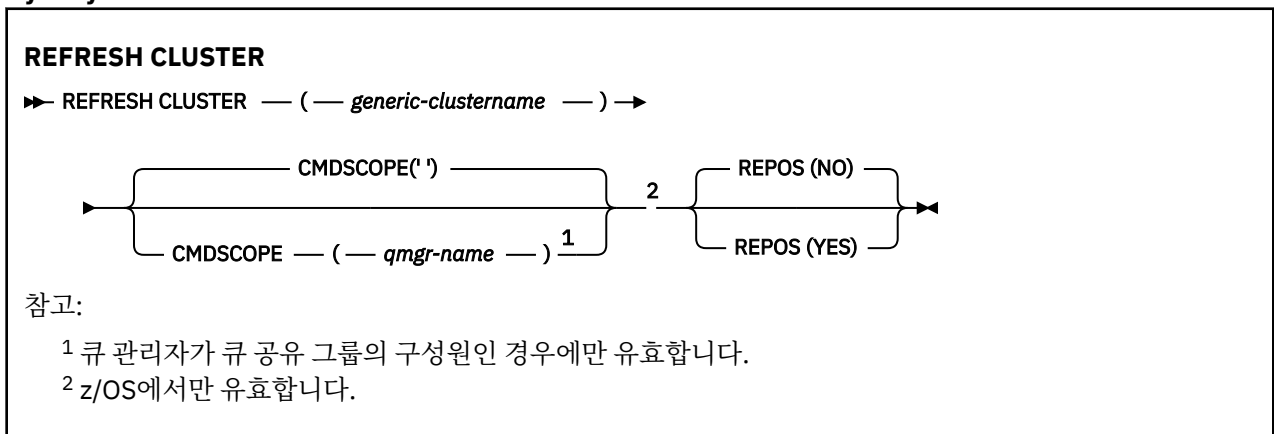 REFRESH CLUSTER
REFRESH CLUSTER ( generic-clustername )
CMDSCOPE(' ')
CMDSCOPE ( qmgr-name ) 1
2
REPOS (NO)
REPOS (YES)
참고:
1 큐 관리자가 큐 공유 그룹의 구성원인 경우에만 유효합니다.
2 z/OS에서만 유효합니다.